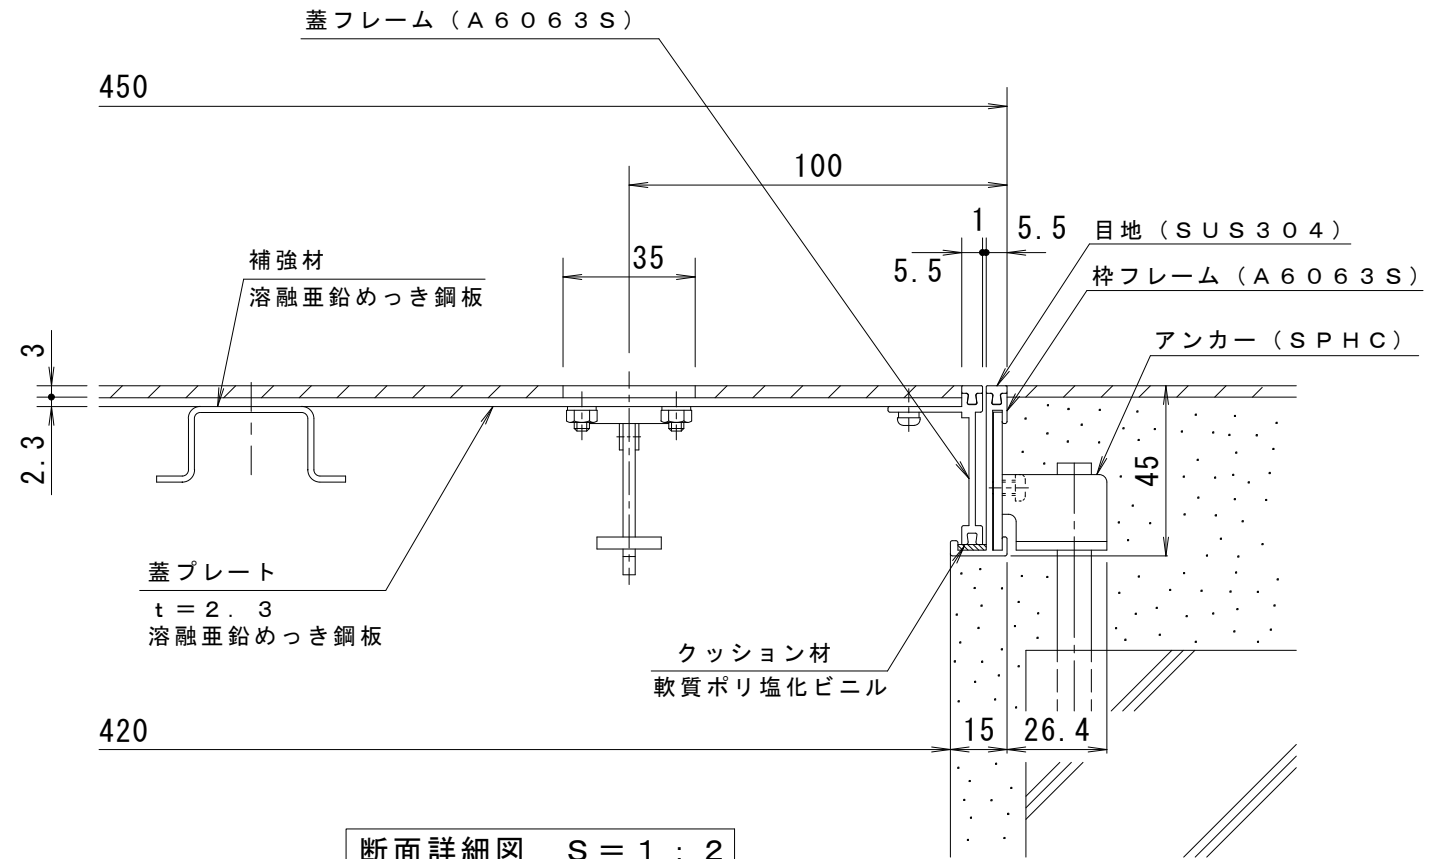 蓋フレーム（Ａ６０６３Ｓ）
450
100
1
5.5
5.5
目地（ＳＵＳ３０４）
枠フレーム（Ａ６０６３Ｓ）
アンカー（ＳＰＨＣ）
35
補強材
溶融亜鉛めっき鋼板
3
2.3
45
蓋プレート
ｔ＝２．３
溶融亜鉛めっき鋼板
クッション材
軟質ポリ塩化ビニル
420
15
26.4
断面詳細図　Ｓ＝１：２